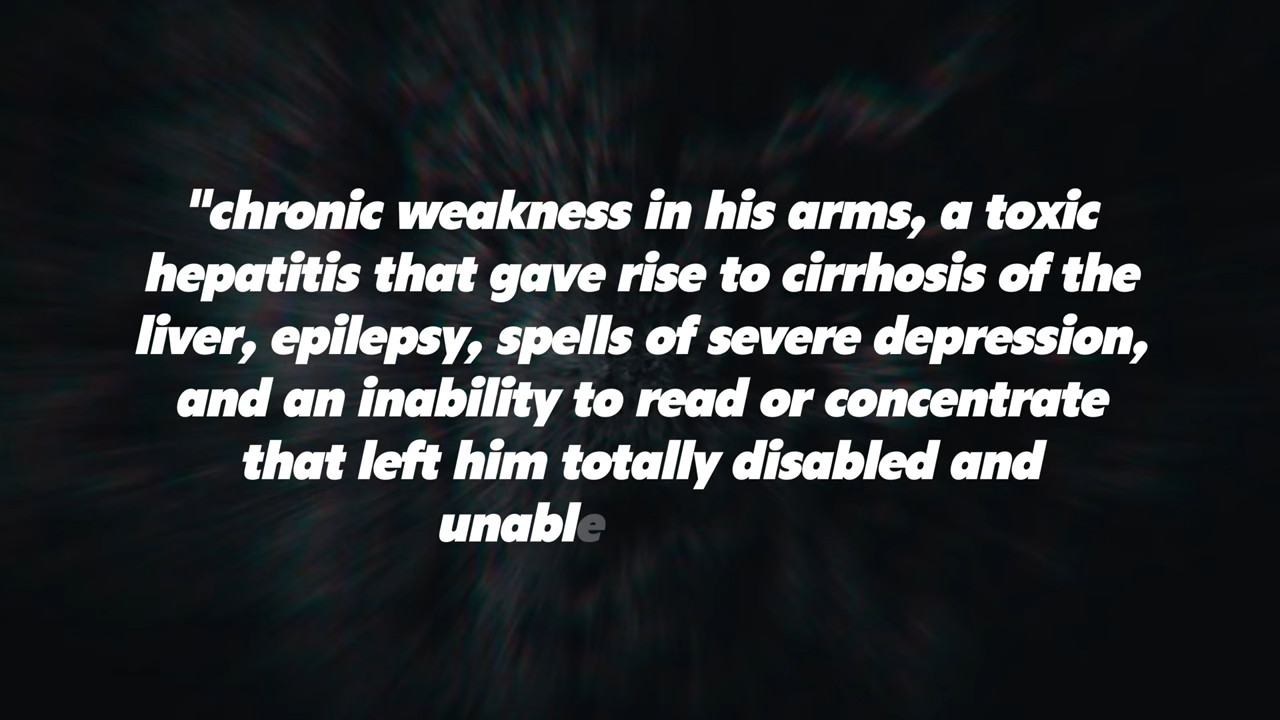 "chronic weakness in his arms, a toxic
hepatitis that gave rise to cirrhosis of the
liver, epilepsy, spells of severe depression,
and an inability to read or concentrate
that left him totally disabled and
unable